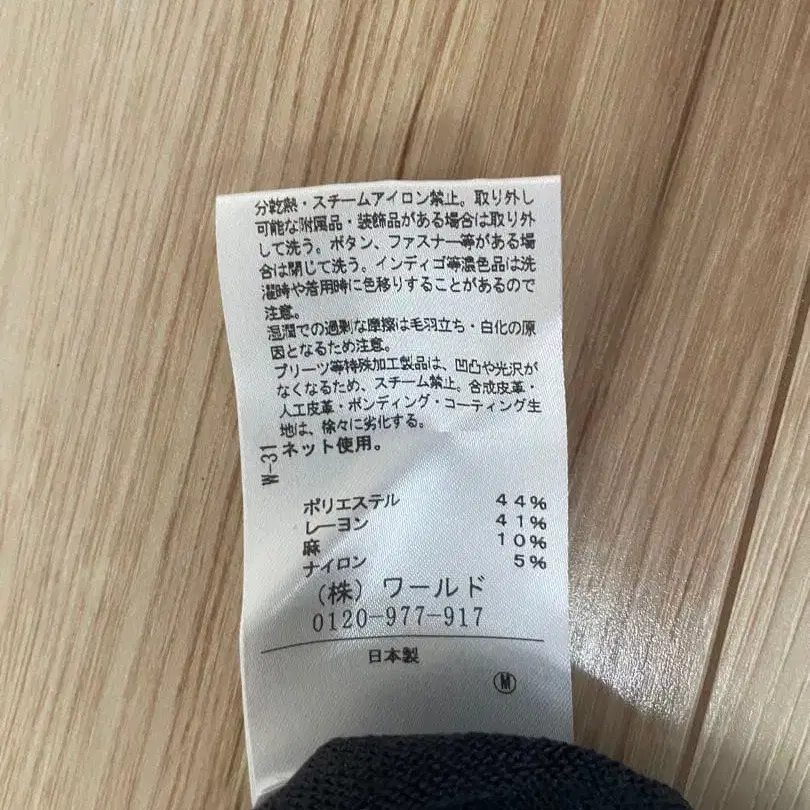 分乾熱・スチームアイロン禁止。取り外し
可能な附属品・装飾品がある場合は取り外
して洗う。ボタン、ファスナー等がある場
合は閉じて洗う。インディゴ等濃色品は洗
濯時や着用時に色移りすることがあるので
注意。
湿潤での過剰な摩擦は毛羽立ち・白化の原
因となるため注意。
プリーツ等特殊加工製品は、凹凸や光沢が
なくなるため、スチーム禁止。合成皮革・
人工皮革・ボンディング・コーティング生
地は、徐々に劣化する。
ネット使用。
W-31
ポリエステル 44%
レーヨン 41%
麻 10%
ナイロン 5%
（株）ワールド
0120-977-917
日本製
M